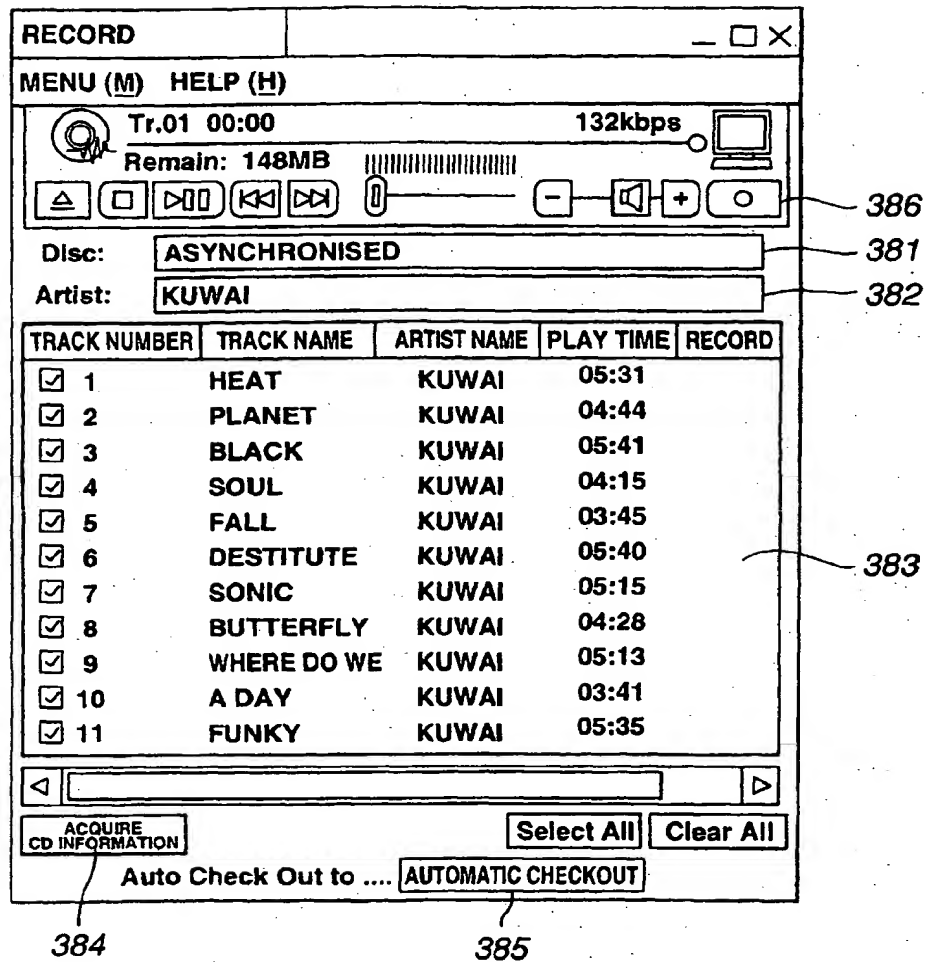 RECORD
MENU (M) HELP (H)
Tr.01 00:00 132kbps
Remain: 148MB
386
Disc: ASYNCHRONISED 381
Artist: KUWAI 382
TRACK NUMBER TRACK NAME ARTIST NAME PLAY TIME RECORD
1 HEAT KUWAI 05:31
2 PLANET KUWAI 04:44
3 BLACK KUWAI 05:41
4 SOUL KUWAI 04:15
5 FALL KUWAI 03:45
6 DESTITUTE KUWAI 05:40
383
7 SONIC KUWAI 05:15
8 BUTTERFLY KUWAI 04:28
9 WHERE DO WE KUWAI 05:13
10 A DAY KUWAI 03:41
11 FUNKY KUWAI 05:35
ACQUIRE
CD INFORMATION
Select All Clear All
Auto Check Out to .... AUTOMATIC CHECKOUT
384 385